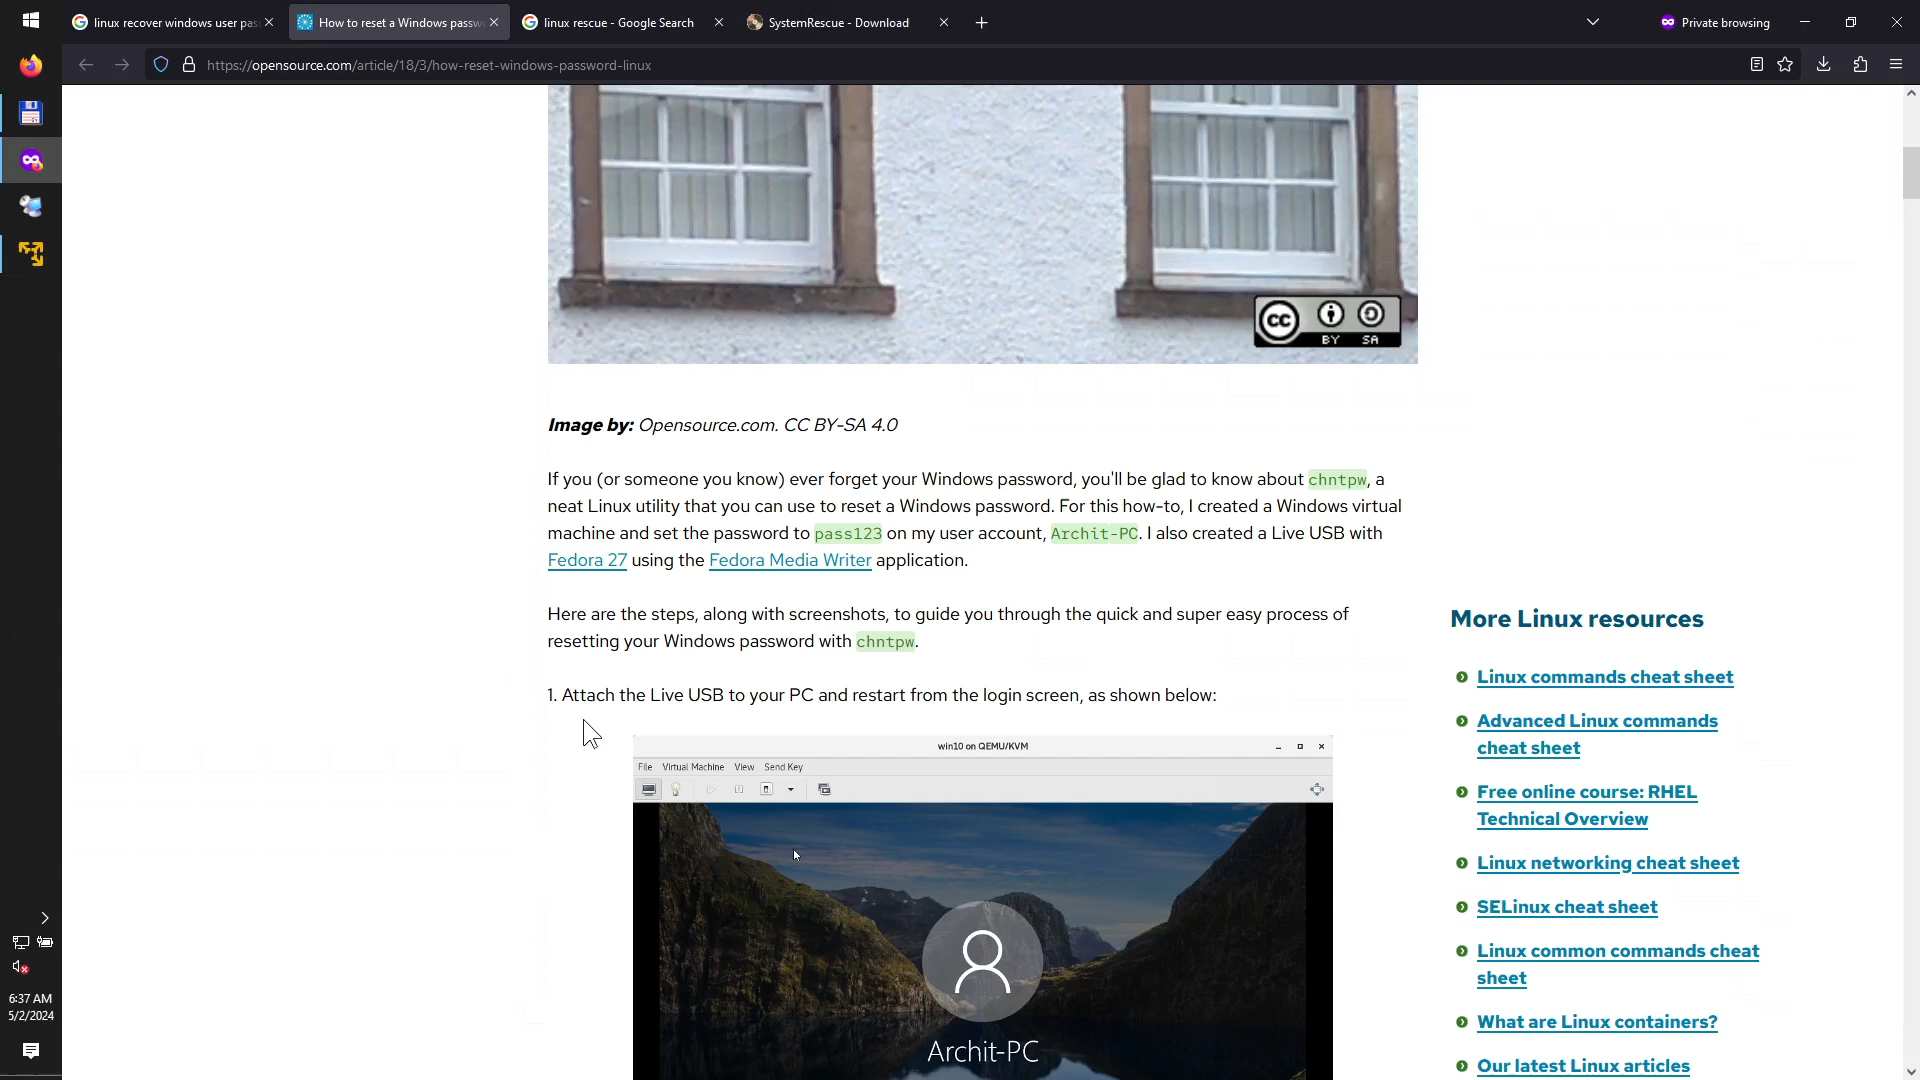 linux recover windows user pas
How to reset a Windows passw
linux rescue - Google Search
SystemRescue - Download
Private browsing
https://opensource.com/article/18/3/how-reset-windows-password-linux
cc
BY SA
Image by: Opensource.com. CC BY-SA 4.0
If you (or someone you know) ever forget your Windows password, you'll be glad to know about chntpw, a
neat Linux utility that you can use to reset a Windows password. For this how-to, I created a Windows virtual
machine and set the password to pass123 on my user account, Archit-PC. I also created a Live USB with
Fedora 27 using the Fedora Media Writer application.
Here are the steps, along with screenshots, to guide you through the quick and super easy process of
resetting your Windows password with chntpw.
1. Attach the Live USB to your PC and restart from the login screen, as shown below:
win10 on QEMU/KVM
File Virtual Machine View Send Key
Archit-PC
More Linux resources
Linux commands cheat sheet
Advanced Linux commands
cheat sheet
Free online course: RHEL
Technical Overview
Linux networking cheat sheet
SELinux cheat sheet
Linux common commands cheat
sheet
What are Linux containers?
Our latest Linux articles
6:37 AM
5/2/2024